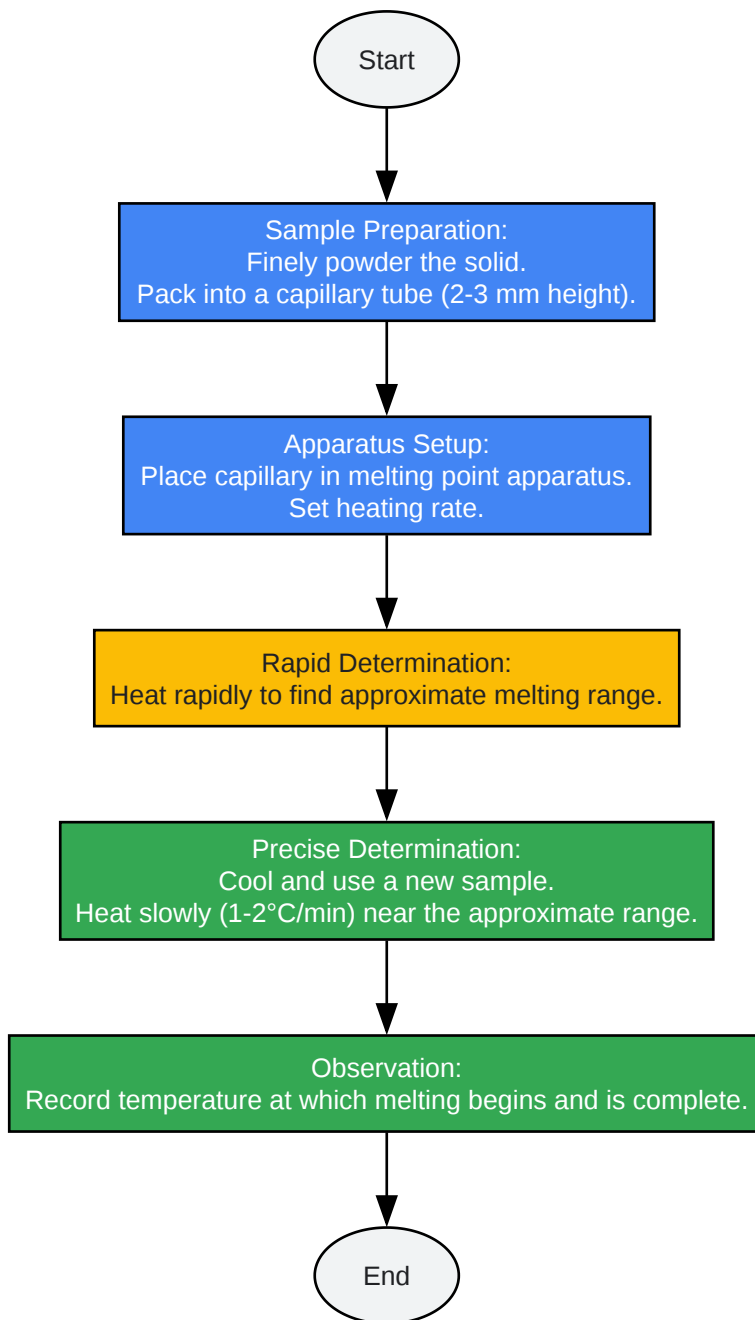 Start
Sample Preparation:
Finely powder the solid.
Pack into a capillary tube (2-3 mm height).
Apparatus Setup:
Place capillary in melting point apparatus.
Set heating rate.
Rapid Determination:
Heat rapidly to find approximate melting range.
Precise Determination:
Cool and use a new sample.
Heat slowly (1-2°C/min) near the approximate range.
Observation:
Record temperature at which melting begins and is complete.
End